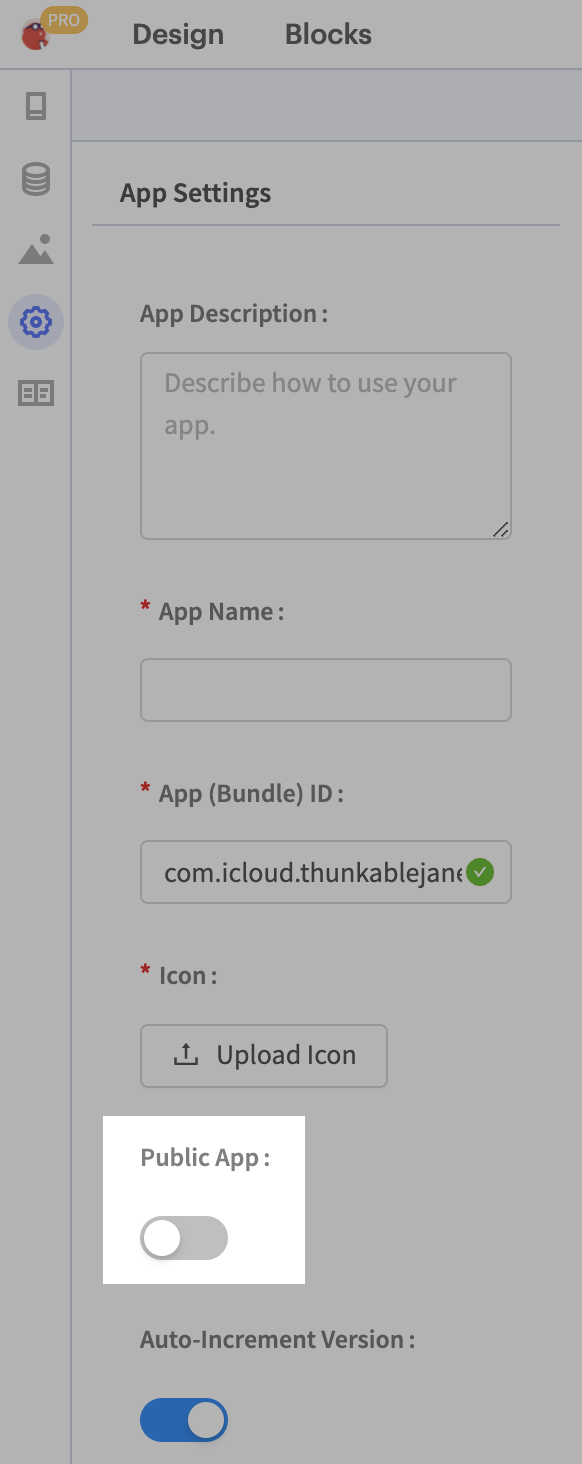 PRO
Design Blocks
App Settings
App Description :
Describe how to use your
app.
* App Name :
* App (Bundle) ID :
com.icloud.thunkablejane
* Icon :
Upload Icon
Public App :
Auto-Increment Version :